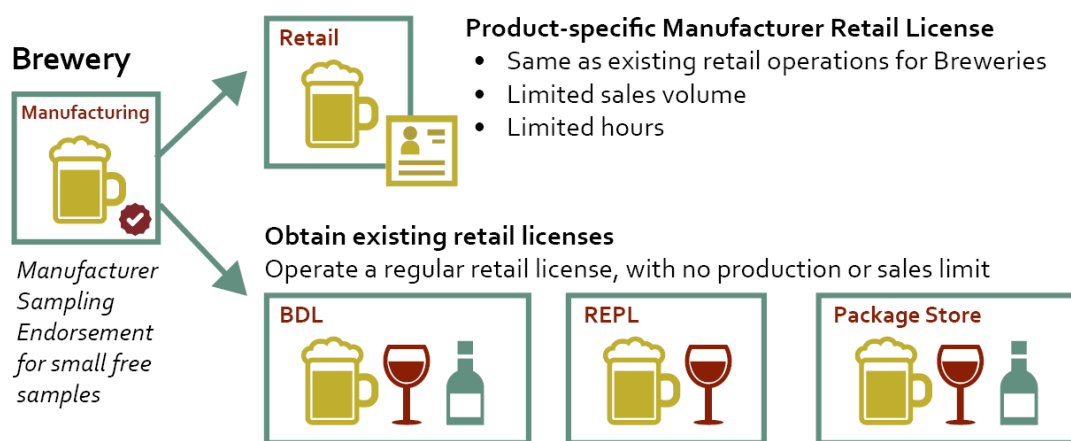 Brewery
Manufacturing
Manufacturer
Sampling
Endorsement
for small free
samples
Retail
Product-specific Manufacturer Retail License
• Same as existing retail operations for Breweries
• Limited sales volume
• Limited hours
Obtain existing retail licenses
Operate a regular retail license, with no production or sales limit
BDL
REPL
Package Store